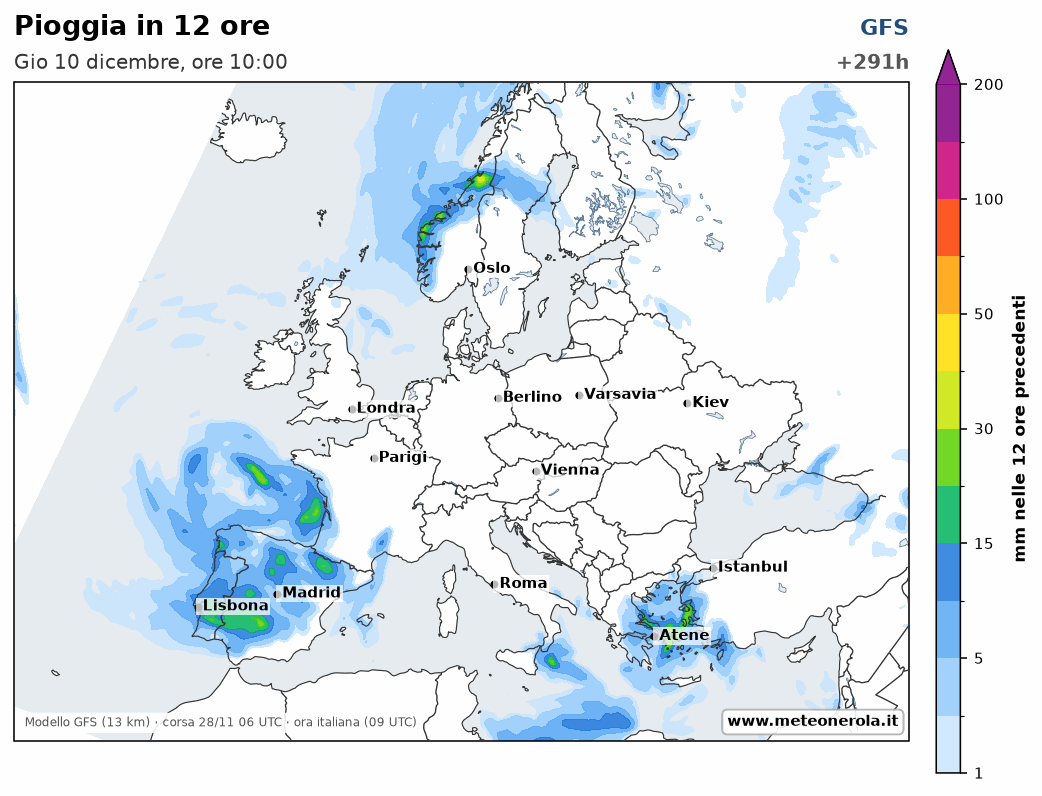 Pioggia in 12 ore
GFS
Gio 10 dicembre, ore 10:00
+291h
200
100
50
30
15
5
1
mm nelle 12 ore precedenti
Oslo
Berlino
Varsavia
Kiev
Londra
Parigi
Vienna
Istanbul
Roma
Madrid
Lisbona
Atene
Modello GFS (13 km) · corsa 28/11 06 UTC · ora italiana (09 UTC)
www.meteonerola.it